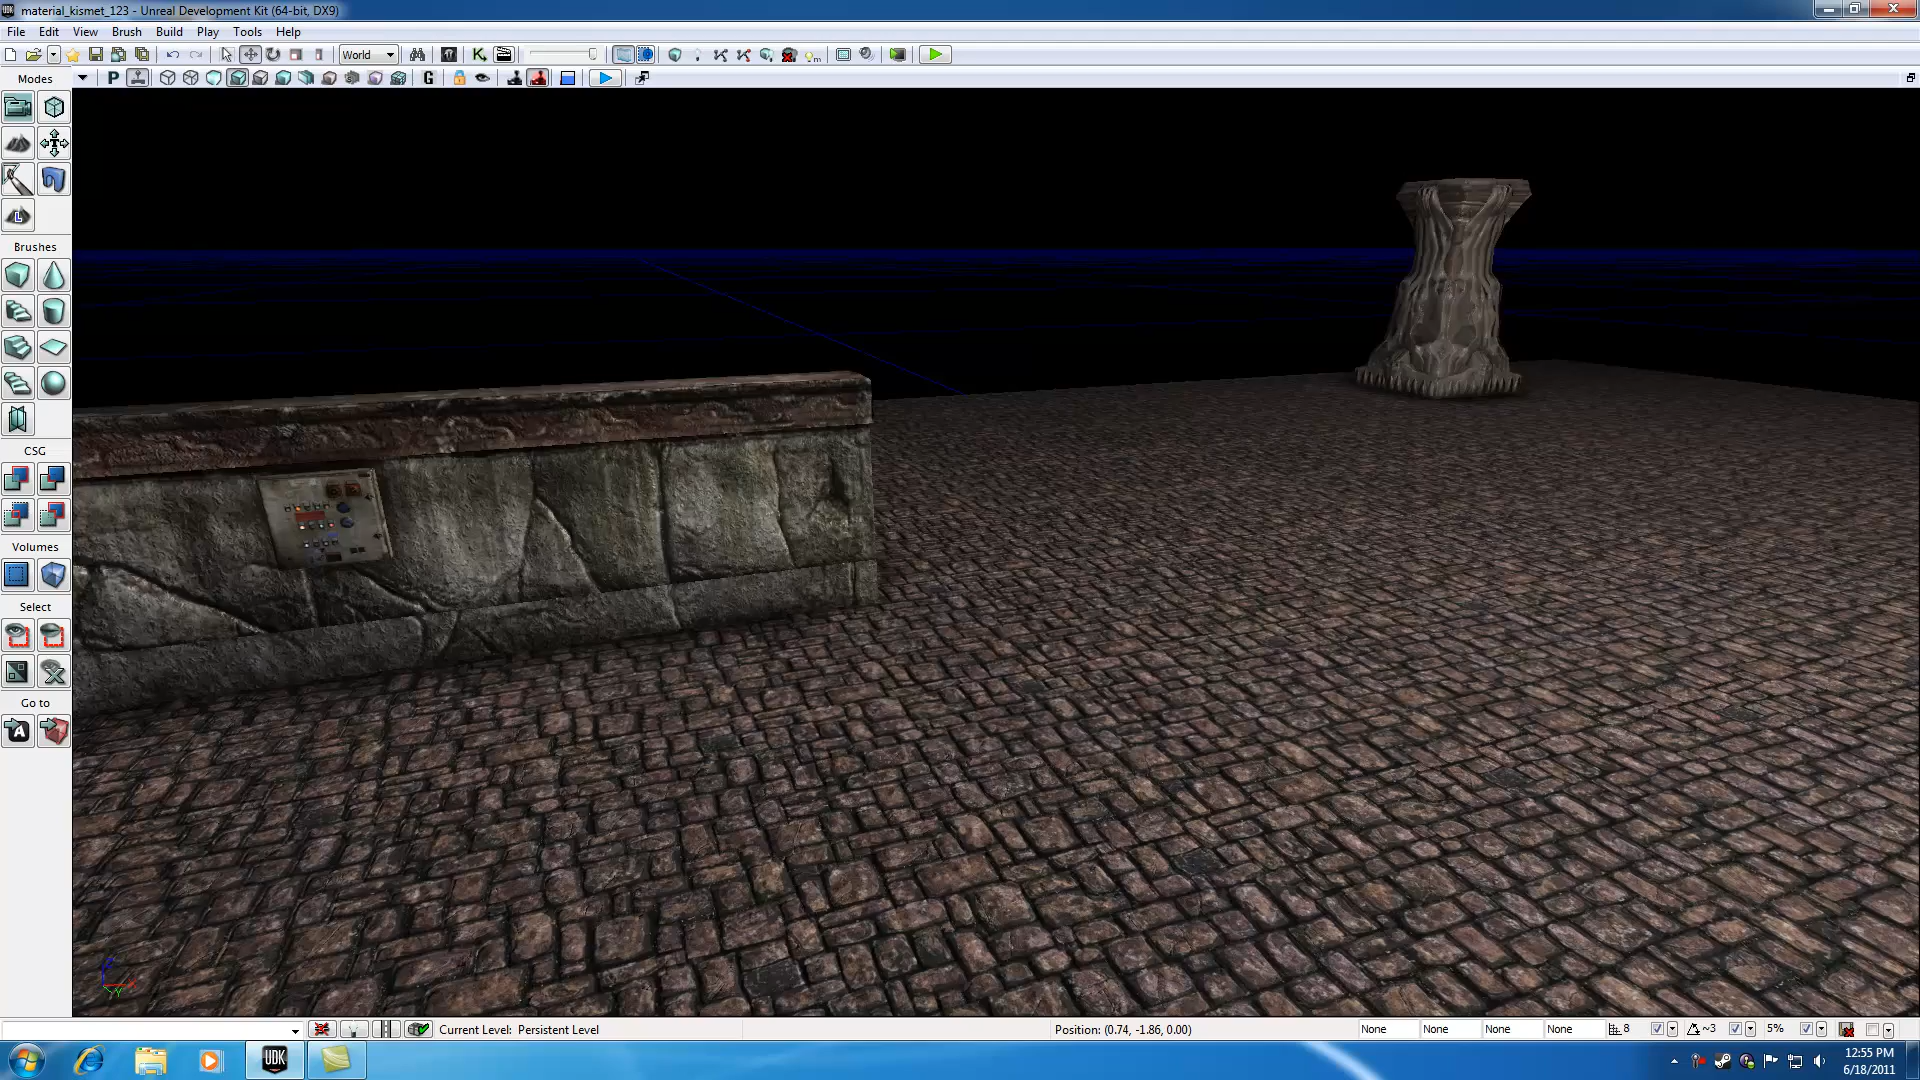 material_kismet_123 - Unreal Development Kit (64-bit, DX9)
File Edit View Brush Build Play Tools Help
World
Modes
P
G
L
Brushes
CSG
Volumes
Select
Go to
A
Current Level: Persistent Level
Position: (0.74, -1.86, 0.00)
None None None None
8
~3
5%
UDK
12:55 PM
6/18/2011